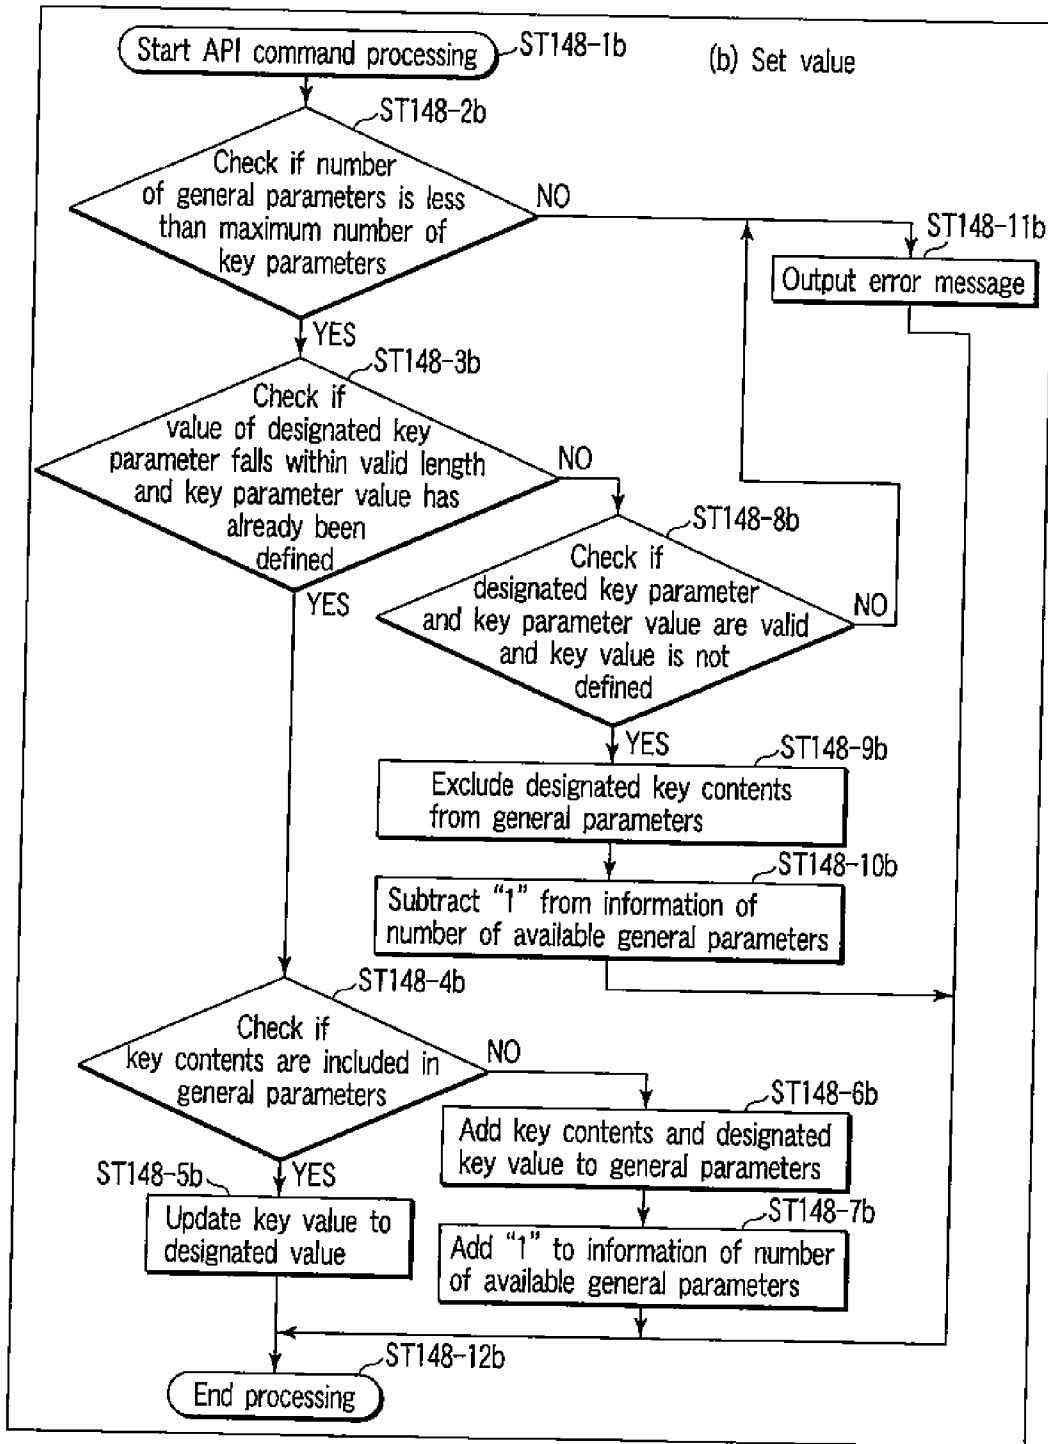 Start API command processing
ST148-1b
(b) Set value
ST148-2b
Check if number
of general parameters is less
than maximum number of
key parameters
NO
ST148-11b
Output error message
YES
ST148-3b
Check if
value of designated key
parameter falls within valid length
and key parameter value has
already been
defined
NO
ST148-8b
YES
Check if
designated key parameter
and key parameter value are valid
and key value is not
defined
NO
YES
ST148-9b
Exclude designated key contents
from general parameters
ST148-10b
Subtract "1" from information of
number of available general parameters
ST148-4b
Check if
key contents are included in
general parameters
NO
ST148-6b
Add key contents and designated
key value to general parameters
YES
ST148-5b
Update key value to
designated value
ST148-7b
Add "1" to information of number
of available general parameters
ST148-12b
End processing